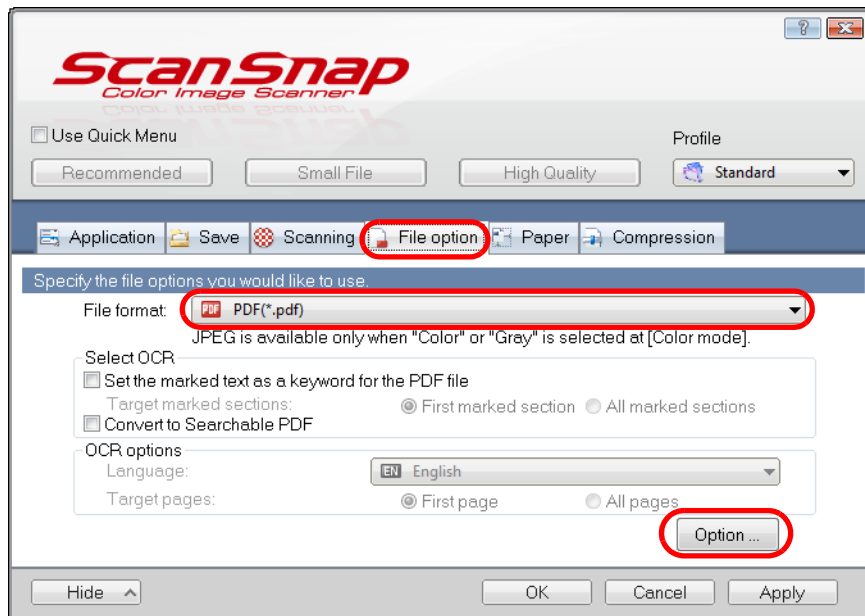 ScanSnap
Color Image Scanner
Use Quick Menu
Profile
Recommended Small File High Quality Standard
Application Save Scanning File option Paper Compression
Specify the file options you would like to use.
File format: PDF PDF(*.pdf)
JPEG is available only when "Color" or "Gray" is selected at [Color mode].
Select OCR
Set the marked text as a keyword for the PDF file
Target marked sections: First marked section All marked sections
Convert to Searchable PDF
OCR options
Language: EN English
Target pages: First page All pages
Option ...
Hide OK Cancel Apply